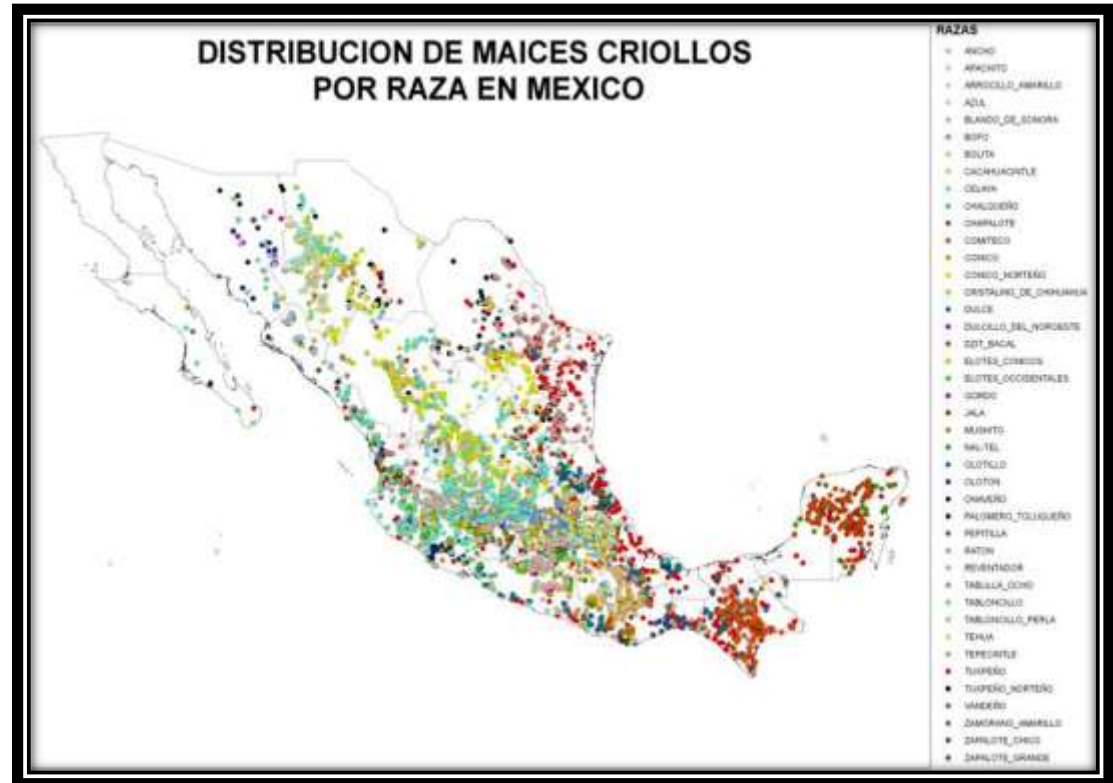 DISTRIBUCION DE MAICES CRIOLLOS
POR RAZA EN MEXICO
RAZAS
ANCHO
APACHITO
ARROCILLO_AMARILLO
AZUL
BLANDO_DE_SONORA
BOFO
BOLITA
CACAHUACINTLE
CELAYA
CHALQUEÑO
CHAPALOTE
COMITECO
CONICO
CONICO_NORTEÑO
CRISTALINO_DE_CHIHUAHUA
DULCE
DULCILLO_DEL_NOROESTE
DZIT_BACAL
ELOTES_CONICOS
ELOTES_OCCIDENTALES
GORDO
JALA
MUSHITO
NAL-TEL
OLOTILLO
OLOTON
ONAVEÑO
PALOMERO_TOLUQUEÑO
PEPITILLA
RATON
REVENTADOR
TABLILLA_OCHO
TABLONCILLO
TABLONCILLO_PERLA
TEHUA
TEPECINTLE
TUXPEÑO
TUXPEÑO_NORTEÑO
VANDEÑO
ZAMORANO_AMARILLO
ZAPALOTE_CHICO
ZAPALOTE_GRANDE